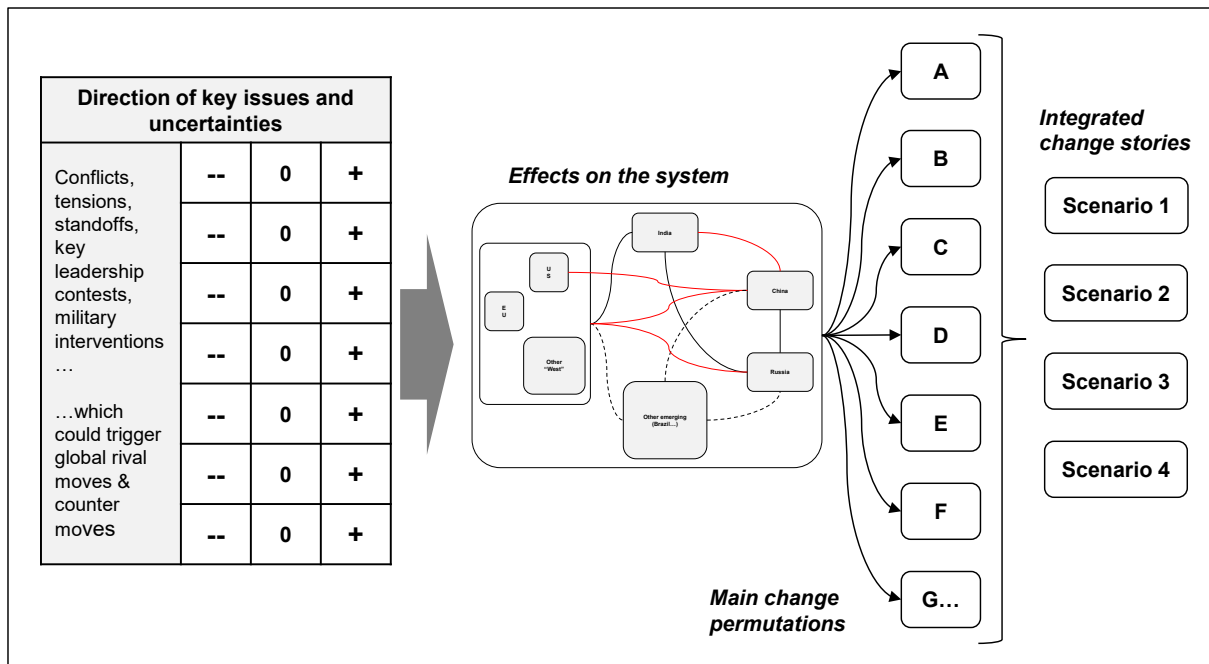 Direction of key issues and
uncertainties
Conflicts,
tensions,
standoffs,
key
leadership
contests,
military
interventions
…
…which
could trigger
global rival
moves &
counter
moves
-- 0 +
-- 0 +
-- 0 +
-- 0 +
-- 0 +
-- 0 +
-- 0 +
Effects on the system
India
U
S
E
U
Other
"West"
China
Russia
Other emerging
(Brazil…)
Main change
permutations
A
B
C
D
E
F
G…
Integrated
change stories
Scenario 1
Scenario 2
Scenario 3
Scenario 4